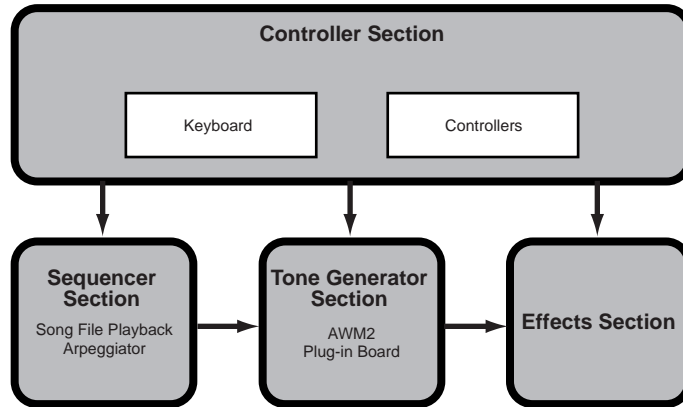 Controller Section
Keyboard
Controllers
Sequencer
Section
Song File Playback
Arpeggiator
Tone Generator
Section
AWM2
Plug-in Board
Effects Section